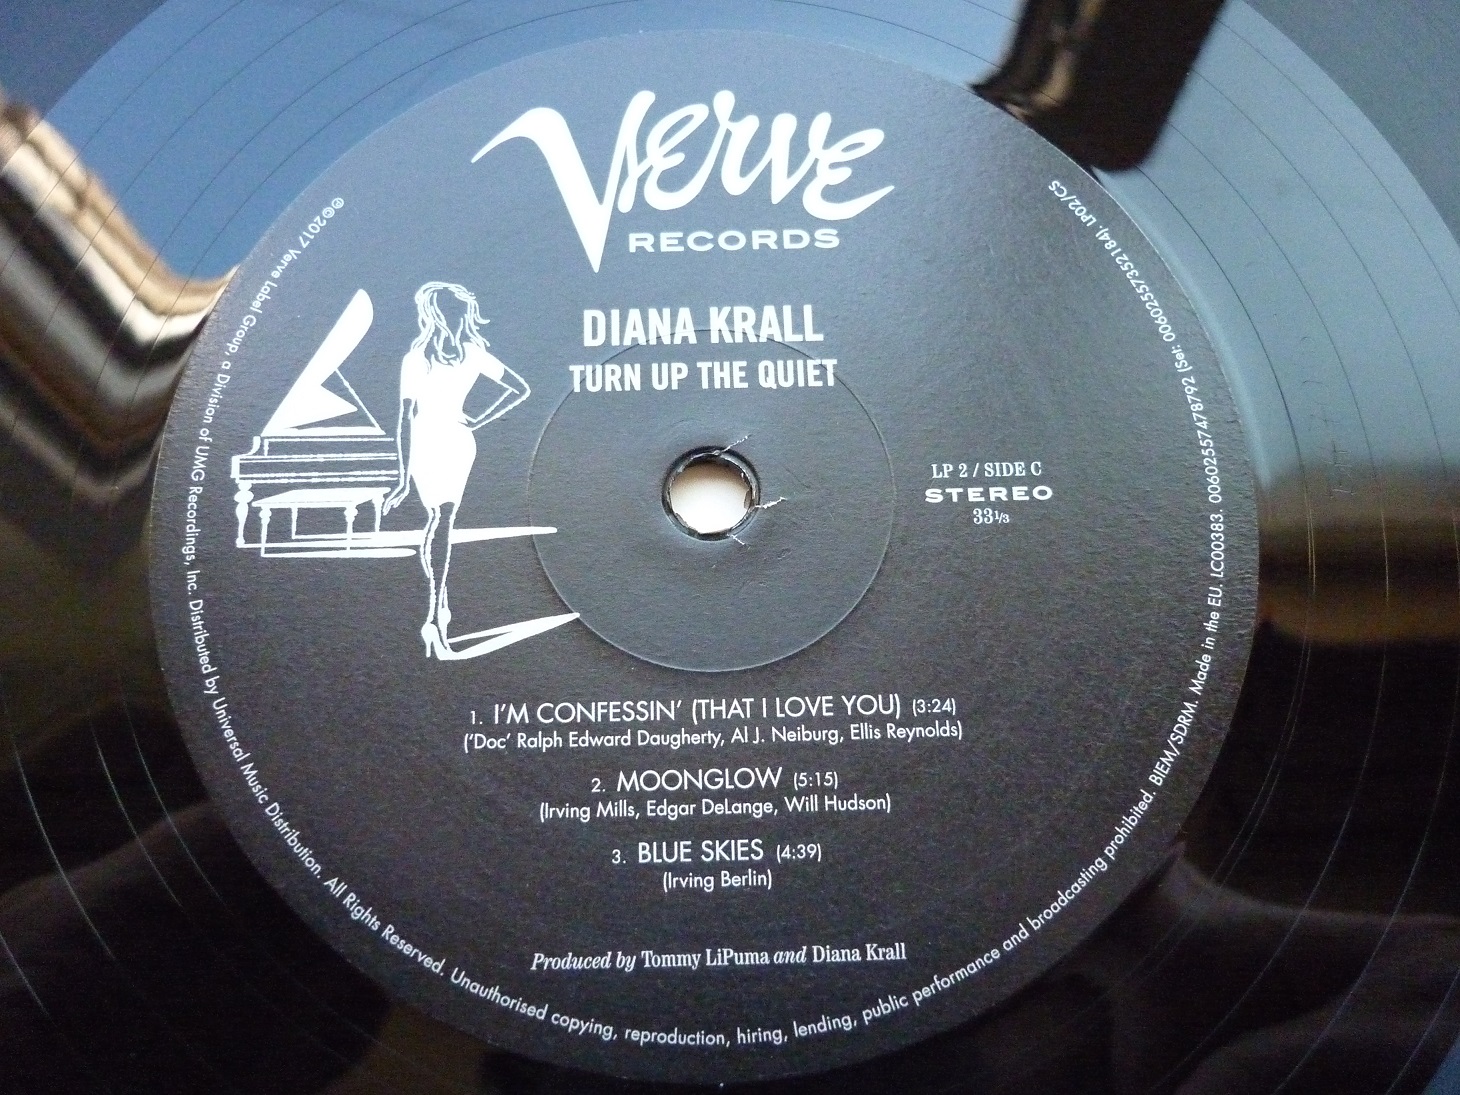 Verve
RECORDS
DIANA KRALL
TURN UP THE QUIET
LP 2 / SIDE C
STEREO
33⅓
1. I'M CONFESSIN' (THAT I LOVE YOU) (3:24)
('Doc' Ralph Edward Daugherty, Al J. Neiburg, Ellis Reynolds)
2. MOONGLOW (5:15)
(Irving Mills, Edgar DeLange, Will Hudson)
3. BLUE SKIES (4:39)
(Irving Berlin)
Produced by Tommy LiPuma and Diana Krall
℗©2017 Verve Label Group, a Division of UMG Recordings, Inc. Distributed by Universal Music Distribution. All Rights Reserved. Unauthorised copying, reproduction, hiring, lending, public performance and broadcasting prohibited. BIEM/SDRM. Made in the EU. LC00383. 00602557478792 (Set: 00602557352184). LP02/CS